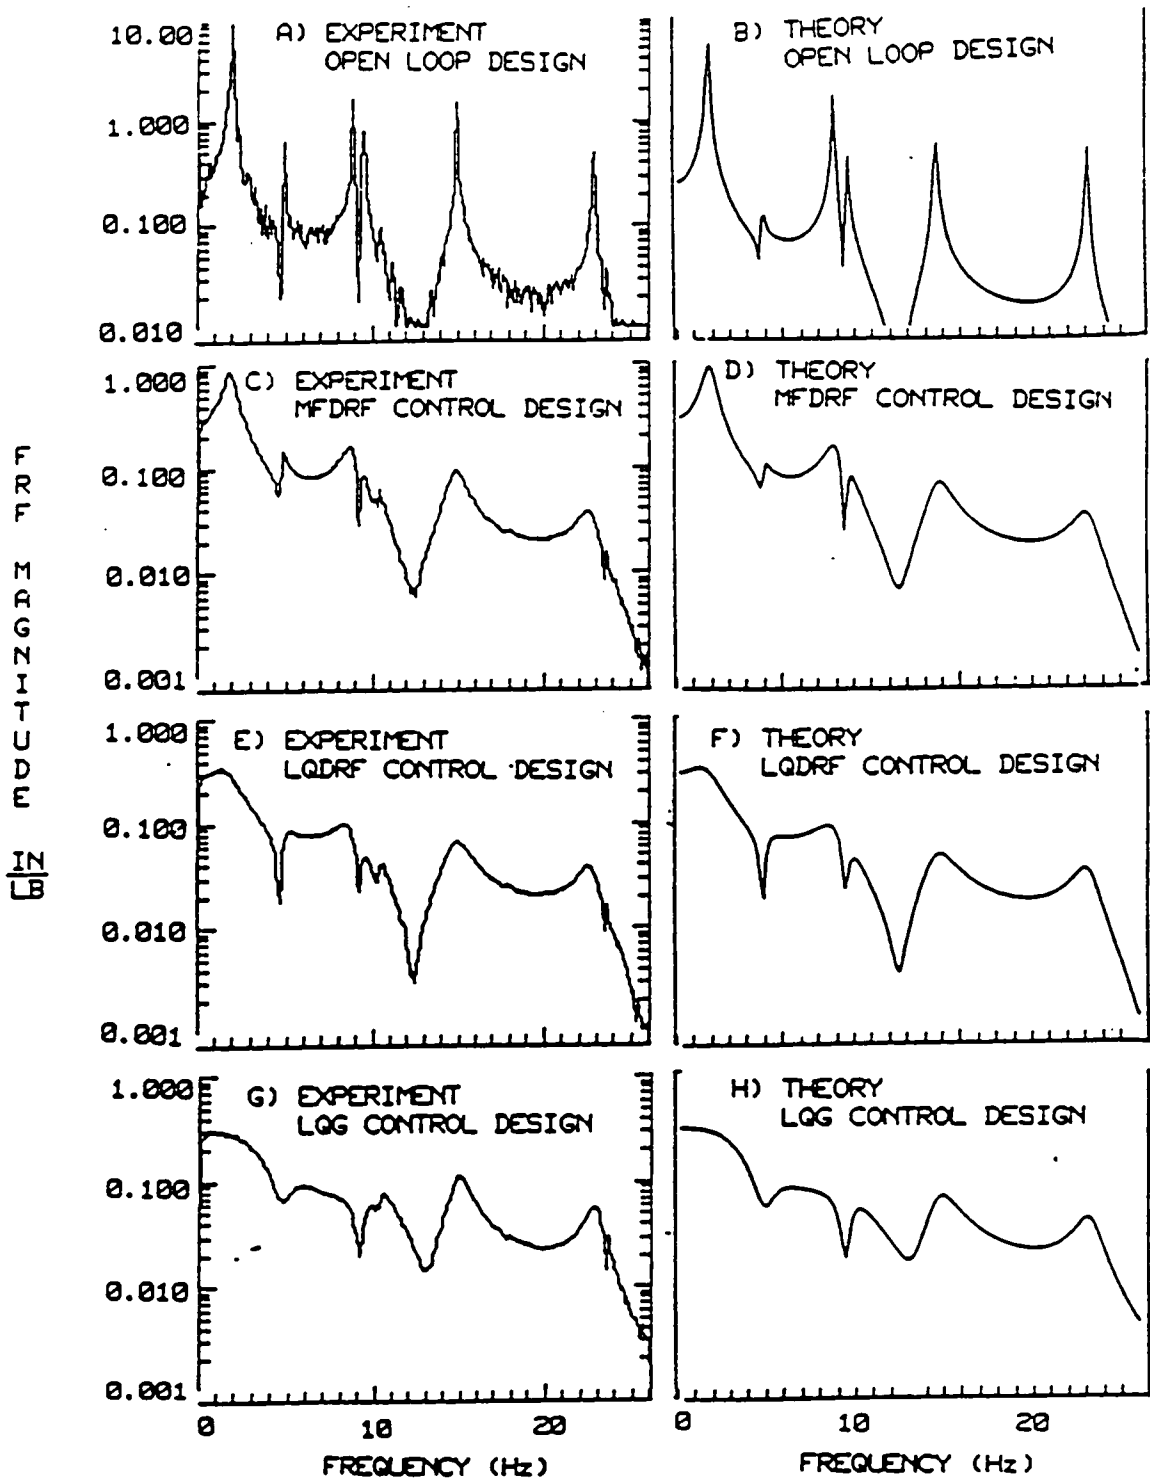 A) EXPERIMENT
OPEN LOOP DESIGN
B) THEORY
OPEN LOOP DESIGN
10.00
1.000
0.100
0.010
C) EXPERIMENT
MFDRF CONTROL DESIGN
D) THEORY
MFDRF CONTROL DESIGN
1.000
0.100
0.010
0.001
E) EXPERIMENT
LQDRF CONTROL DESIGN
F) THEORY
LQDRF CONTROL DESIGN
1.000
0.100
0.010
0.001
G) EXPERIMENT
LQG CONTROL DESIGN
H) THEORY
LQG CONTROL DESIGN
1.000
0.100
0.010
0.001
FRF MAGNITUDE IN/LB
0 10 20
0 10 20
FREQUENCY (Hz)
FREQUENCY (Hz)